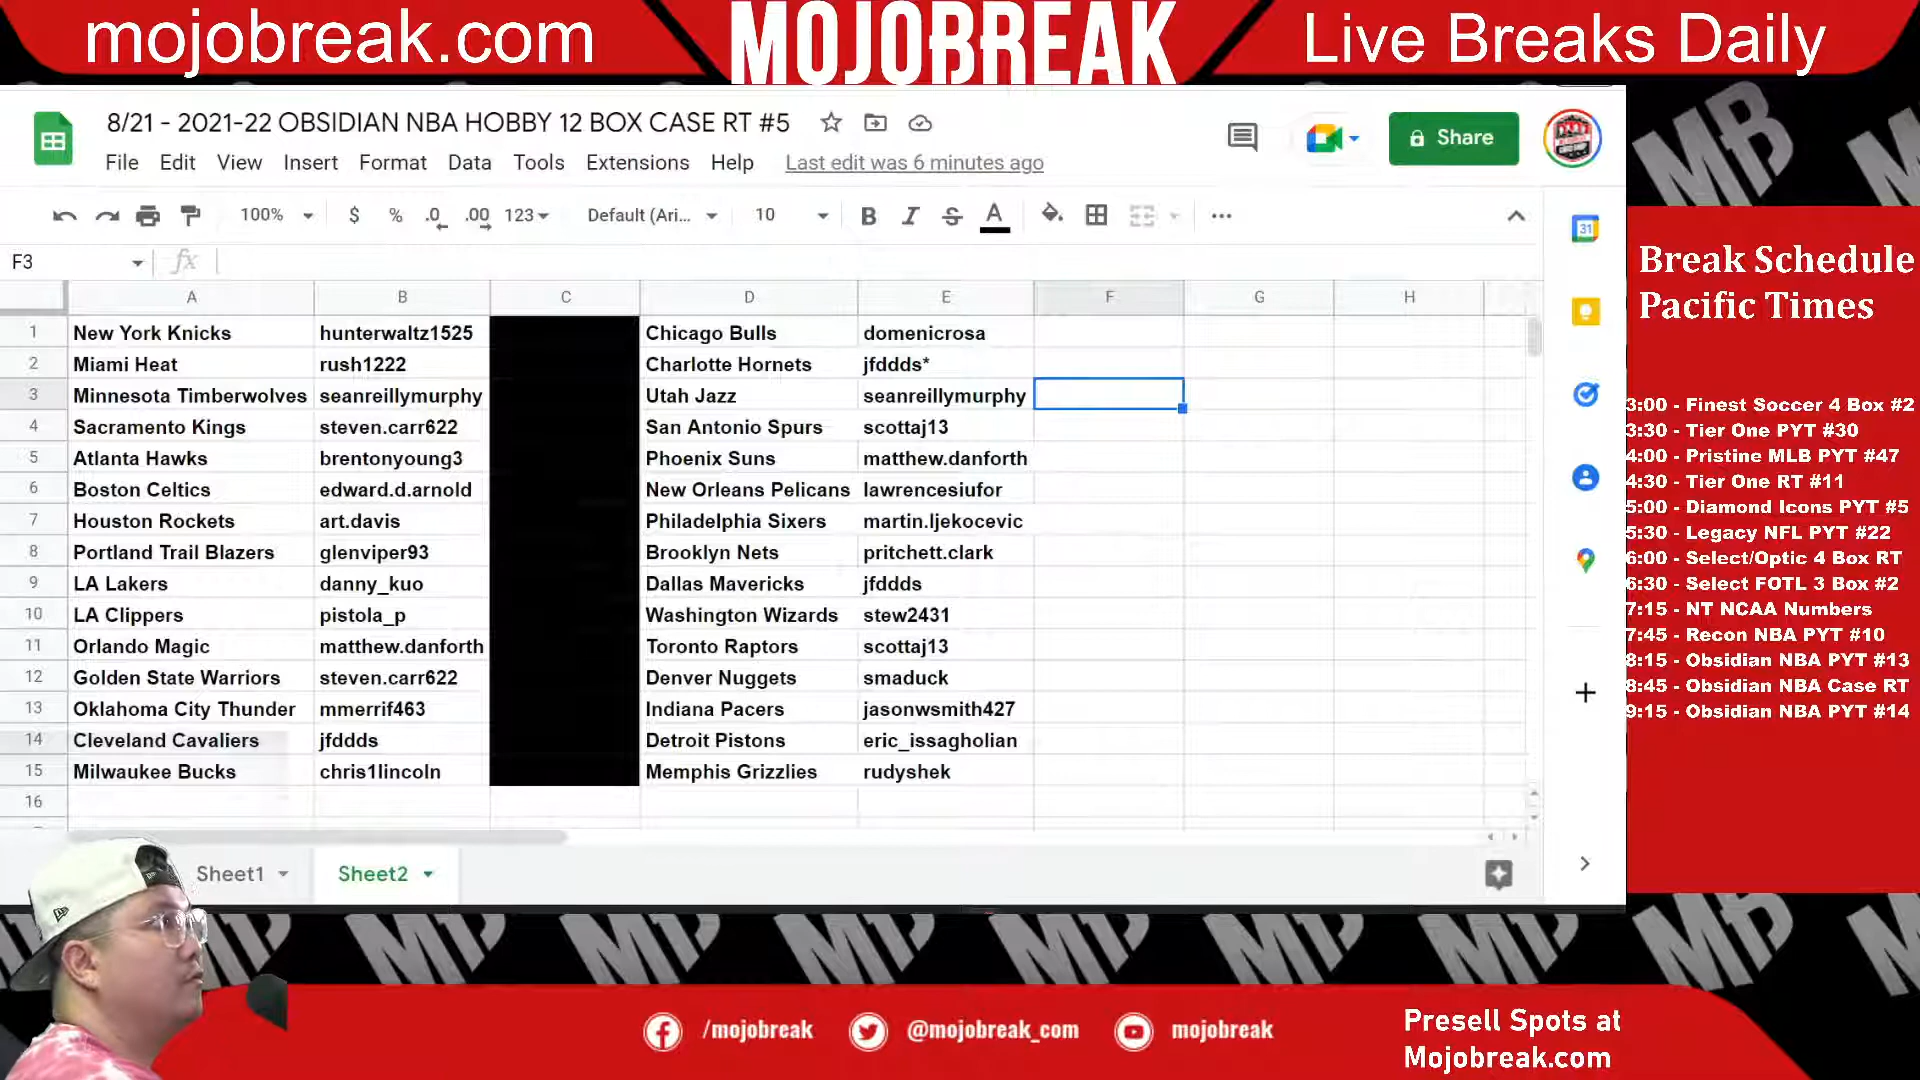 mojobreak.com
MOJOBREAK
Live Breaks Daily
8/21 - 2021-22 OBSIDIAN NBA HOBBY 12 BOX CASE RT #5
Share
File Edit View Insert Format Data Tools Extensions Help Last edit was 6 minutes ago
100% $ % .0 .00 123 Default (Ari... 10 B I S A
F3 fx
A B C D E F G H
1 New York Knicks hunterwaltz1525 Chicago Bulls domenicrosa
2 Miami Heat rush1222 Charlotte Hornets jfddds*
3 Minnesota Timberwolves seanreillymurphy Utah Jazz seanreillymurphy
4 Sacramento Kings steven.carr622 San Antonio Spurs scottaj13
5 Atlanta Hawks brentonyoung3 Phoenix Suns matthew.danforth
6 Boston Celtics edward.d.arnold New Orleans Pelicans lawrencesiufor
7 Houston Rockets art.davis Philadelphia Sixers martin.ljekocevic
8 Portland Trail Blazers glenviper93 Brooklyn Nets pritchett.clark
9 LA Lakers danny_kuo Dallas Mavericks jfddds
10 LA Clippers pistola_p Washington Wizards stew2431
11 Orlando Magic matthew.danforth Toronto Raptors scottaj13
12 Golden State Warriors steven.carr622 Denver Nuggets smaduck
13 Oklahoma City Thunder mmerrif463 Indiana Pacers jasonwsmith427
14 Cleveland Cavaliers jfddds Detroit Pistons eric_issagholian
15 Milwaukee Bucks chris1lincoln Memphis Grizzlies rudyshek
16
Sheet1 Sheet2
31
Break Schedule
Pacific Times
3:00 - Finest Soccer 4 Box #2
3:30 - Tier One PYT #30
4:00 - Pristine MLB PYT #47
4:30 - Tier One RT #11
5:00 - Diamond Icons PYT #5
5:30 - Legacy NFL PYT #22
6:00 - Select/Optic 4 Box RT
6:30 - Select FOTL 3 Box #2
7:15 - NT NCAA Numbers
7:45 - Recon NBA PYT #10
8:15 - Obsidian NBA PYT #13
8:45 - Obsidian NBA Case RT
9:15 - Obsidian NBA PYT #14
/mojobreak @mojobreak_com mojobreak
Presell Spots at
Mojobreak.com